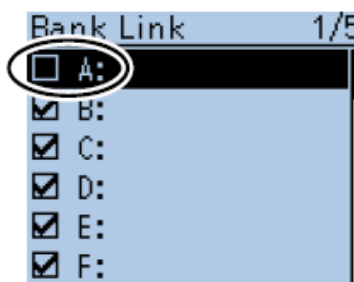 Bank Link 1/5
☐ A:
☑ B:
☑ C:
☑ D:
☑ E:
☑ F: